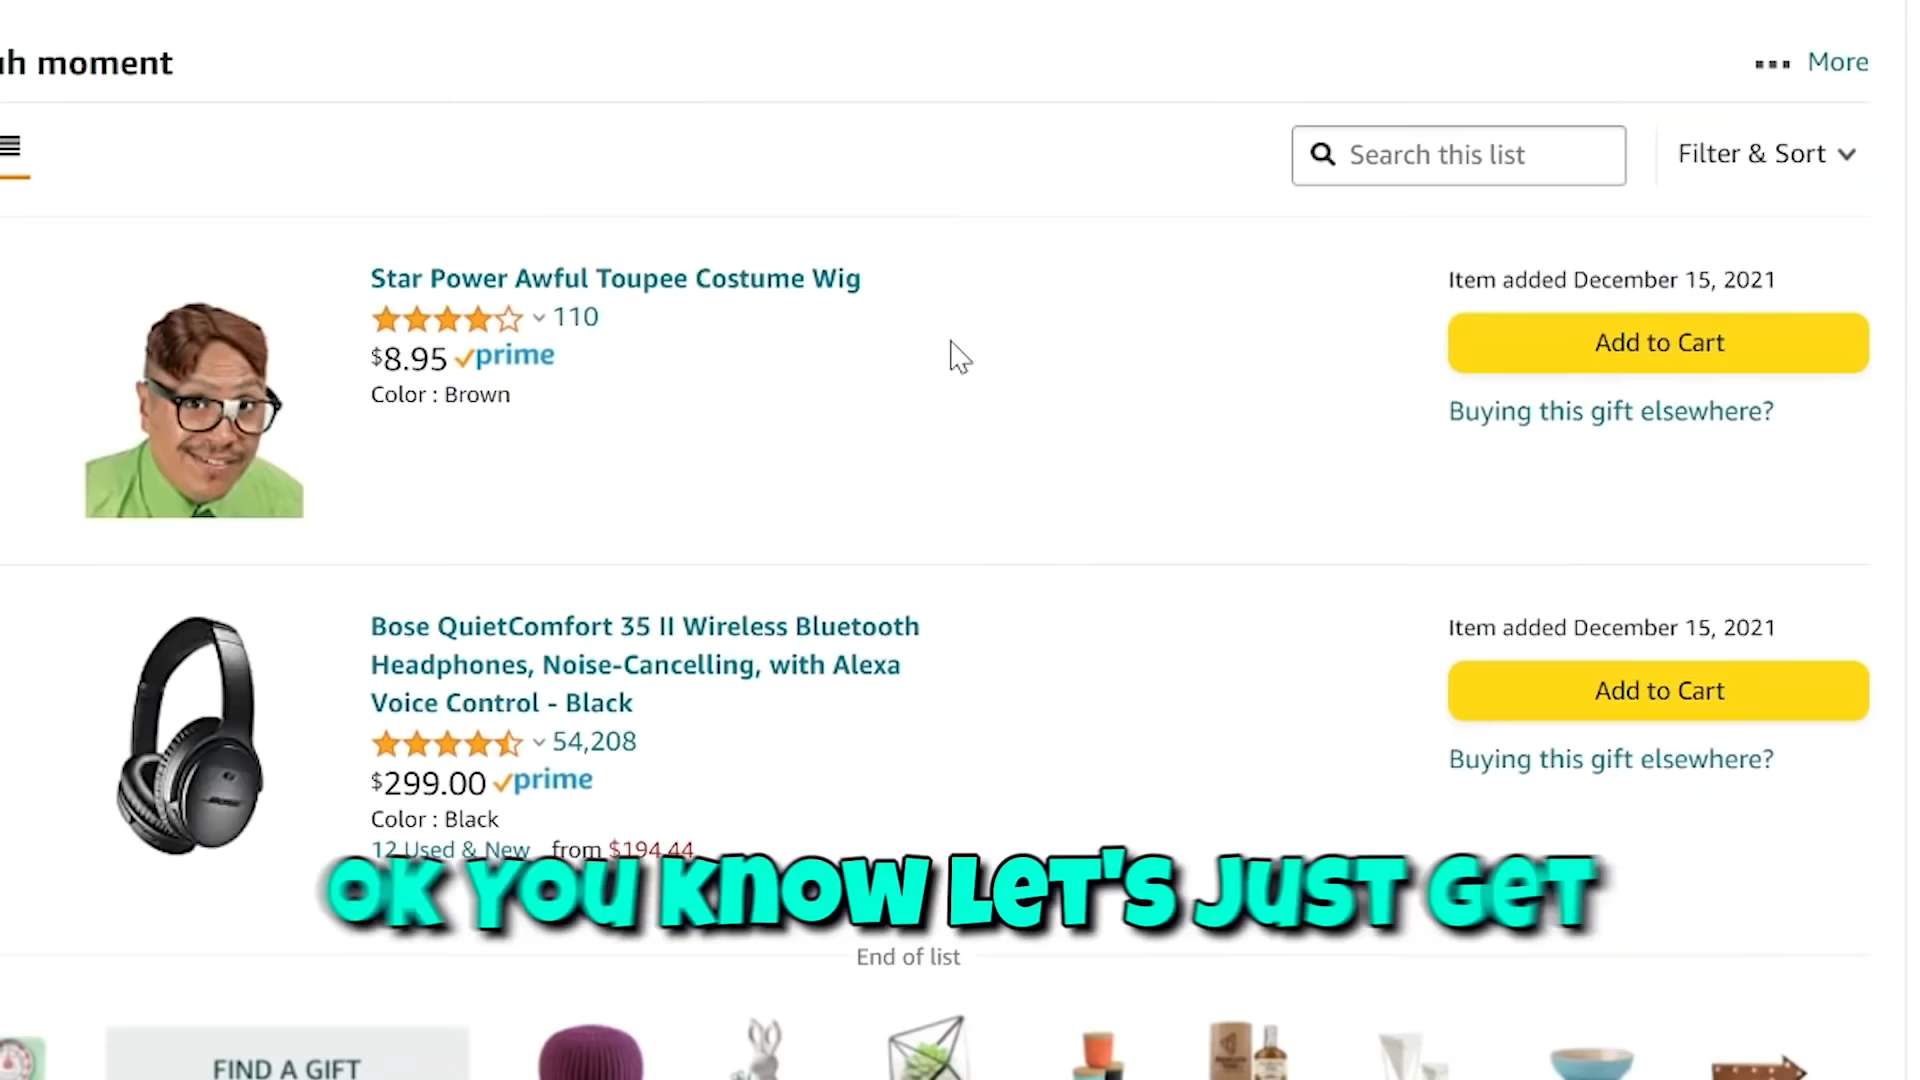 uh moment
More
Search this list
Filter & Sort
Star Power Awful Toupee Costume Wig
110
$8.95 prime
Color : Brown
Item added December 15, 2021
Add to Cart
Buying this gift elsewhere?
Bose QuietComfort 35 II Wireless Bluetooth
Headphones, Noise-Cancelling, with Alexa
Voice Control - Black
54,208
$299.00 prime
Color : Black
12 Used & New from $194.44
Item added December 15, 2021
Add to Cart
Buying this gift elsewhere?
OK YOU KNOW LET'S JUST GET
End of list
FIND A GIFT